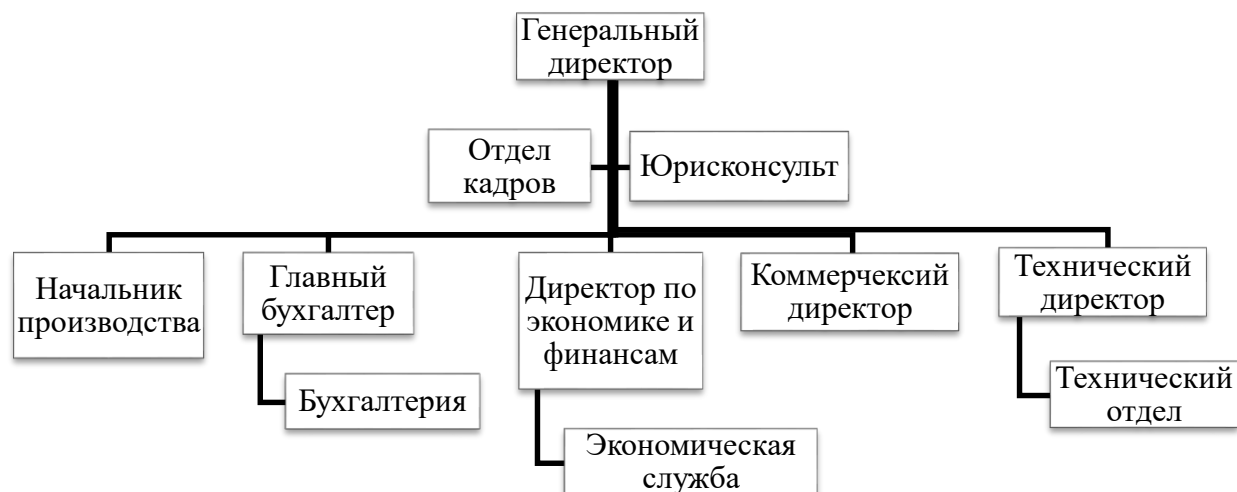 Генеральный
директор
Отдел
кадров
Юрисконсульт
Начальник
производства
Главный
бухгалтер
Директор по
экономике и
финансам
Коммерчексий
директор
Технический
директор
Бухгалтерия
Технический
отдел
Экономическая
служба